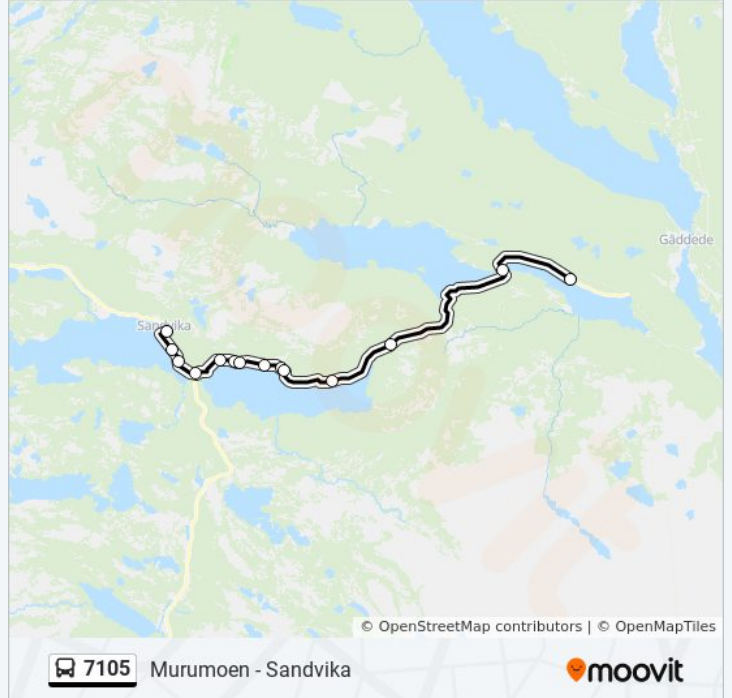 Gäddede
Sandvika
© OpenStreetMap contributors | © OpenMapTiles
7105 Murumoen - Sandvika
moovit